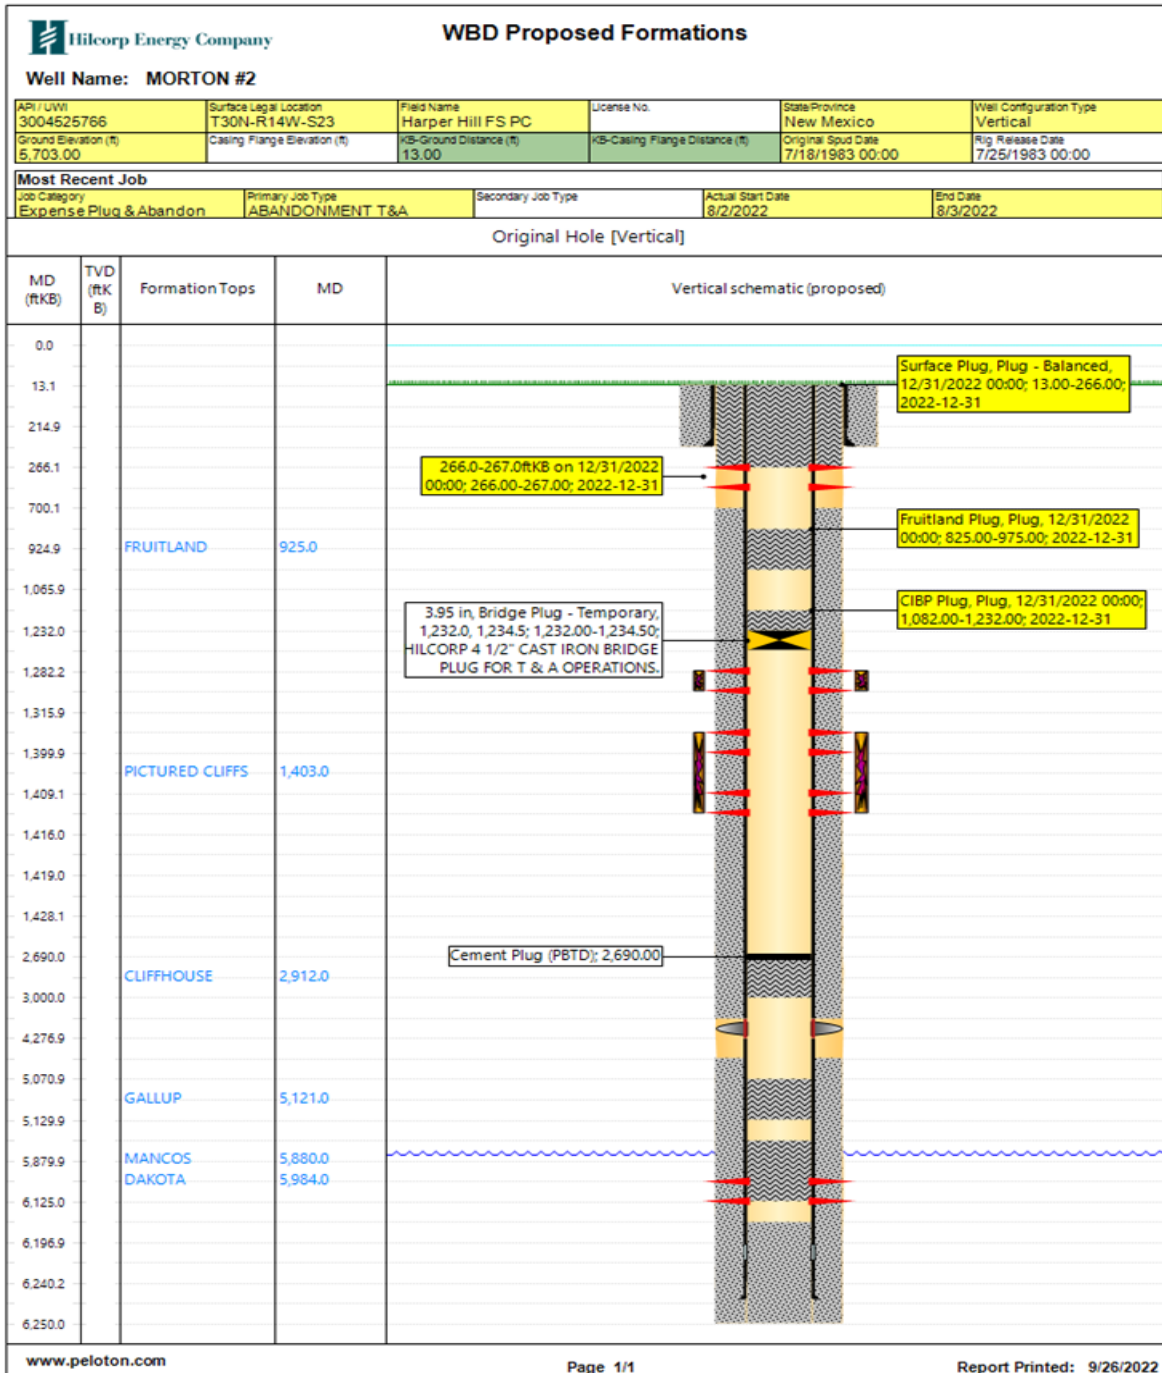 Hilcorp Energy Company
WBD Proposed Formations
Well Name: MORTON #2
API / UWI
3004525766
Surface Legal Location
T30N-R14W-S23
Field Name
Harper Hill FS PC
License No.
State/Province
New Mexico
Well Configuration Type
Vertical
Ground Elevation (ft)
5,703.00
Casing Flange Elevation (ft)
KB-Ground Distance (ft)
13.00
KB-Casing Flange Distance (ft)
Original Spud Date
7/18/1983 00:00
Rig Release Date
7/25/1983 00:00
Most Recent Job
Job Category
Expense Plug & Abandon
Primary Job Type
ABANDONMENT T&A
Secondary Job Type
Actual Start Date
8/2/2022
End Date
8/3/2022
Original Hole [Vertical]
MD
(ftKB)
TVD
(ftK
B)
Formation Tops
MD
Vertical schematic (proposed)
0.0
Surface Plug, Plug - Balanced,
12/31/2022 00:00; 13.00-266.00;
2022-12-31
13.1
214.9
266.1
266.0-267.0ftKB on 12/31/2022
00:00; 266.00-267.00; 2022-12-31
700.1
Fruitland Plug, Plug, 12/31/2022
00:00; 825.00-975.00; 2022-12-31
924.9
FRUITLAND
925.0
1,065.9
CIBP Plug, Plug, 12/31/2022 00:00;
1,082.00-1,232.00; 2022-12-31
3.95 in, Bridge Plug - Temporary,
1,232.0, 1,234.5; 1,232.00-1,234.50;
HILCORP 4 1/2" CAST IRON BRIDGE
PLUG FOR T & A OPERATIONS.
1,232.0
1,282.2
1,315.9
1,399.9
PICTURED CLIFFS
1,403.0
1,409.1
1,416.0
1,419.0
1,428.1
2,690.0
Cement Plug (PBTD); 2,690.00
CLIFFHOUSE
2,912.0
3,000.0
4,276.9
5,070.9
GALLUP
5,121.0
5,129.9
5,879.9
MANCOS
5,880.0
DAKOTA
5,984.0
6,125.0
6,196.9
6,240.2
6,250.0
www.peloton.com
Page 1/1
Report Printed: 9/26/2022